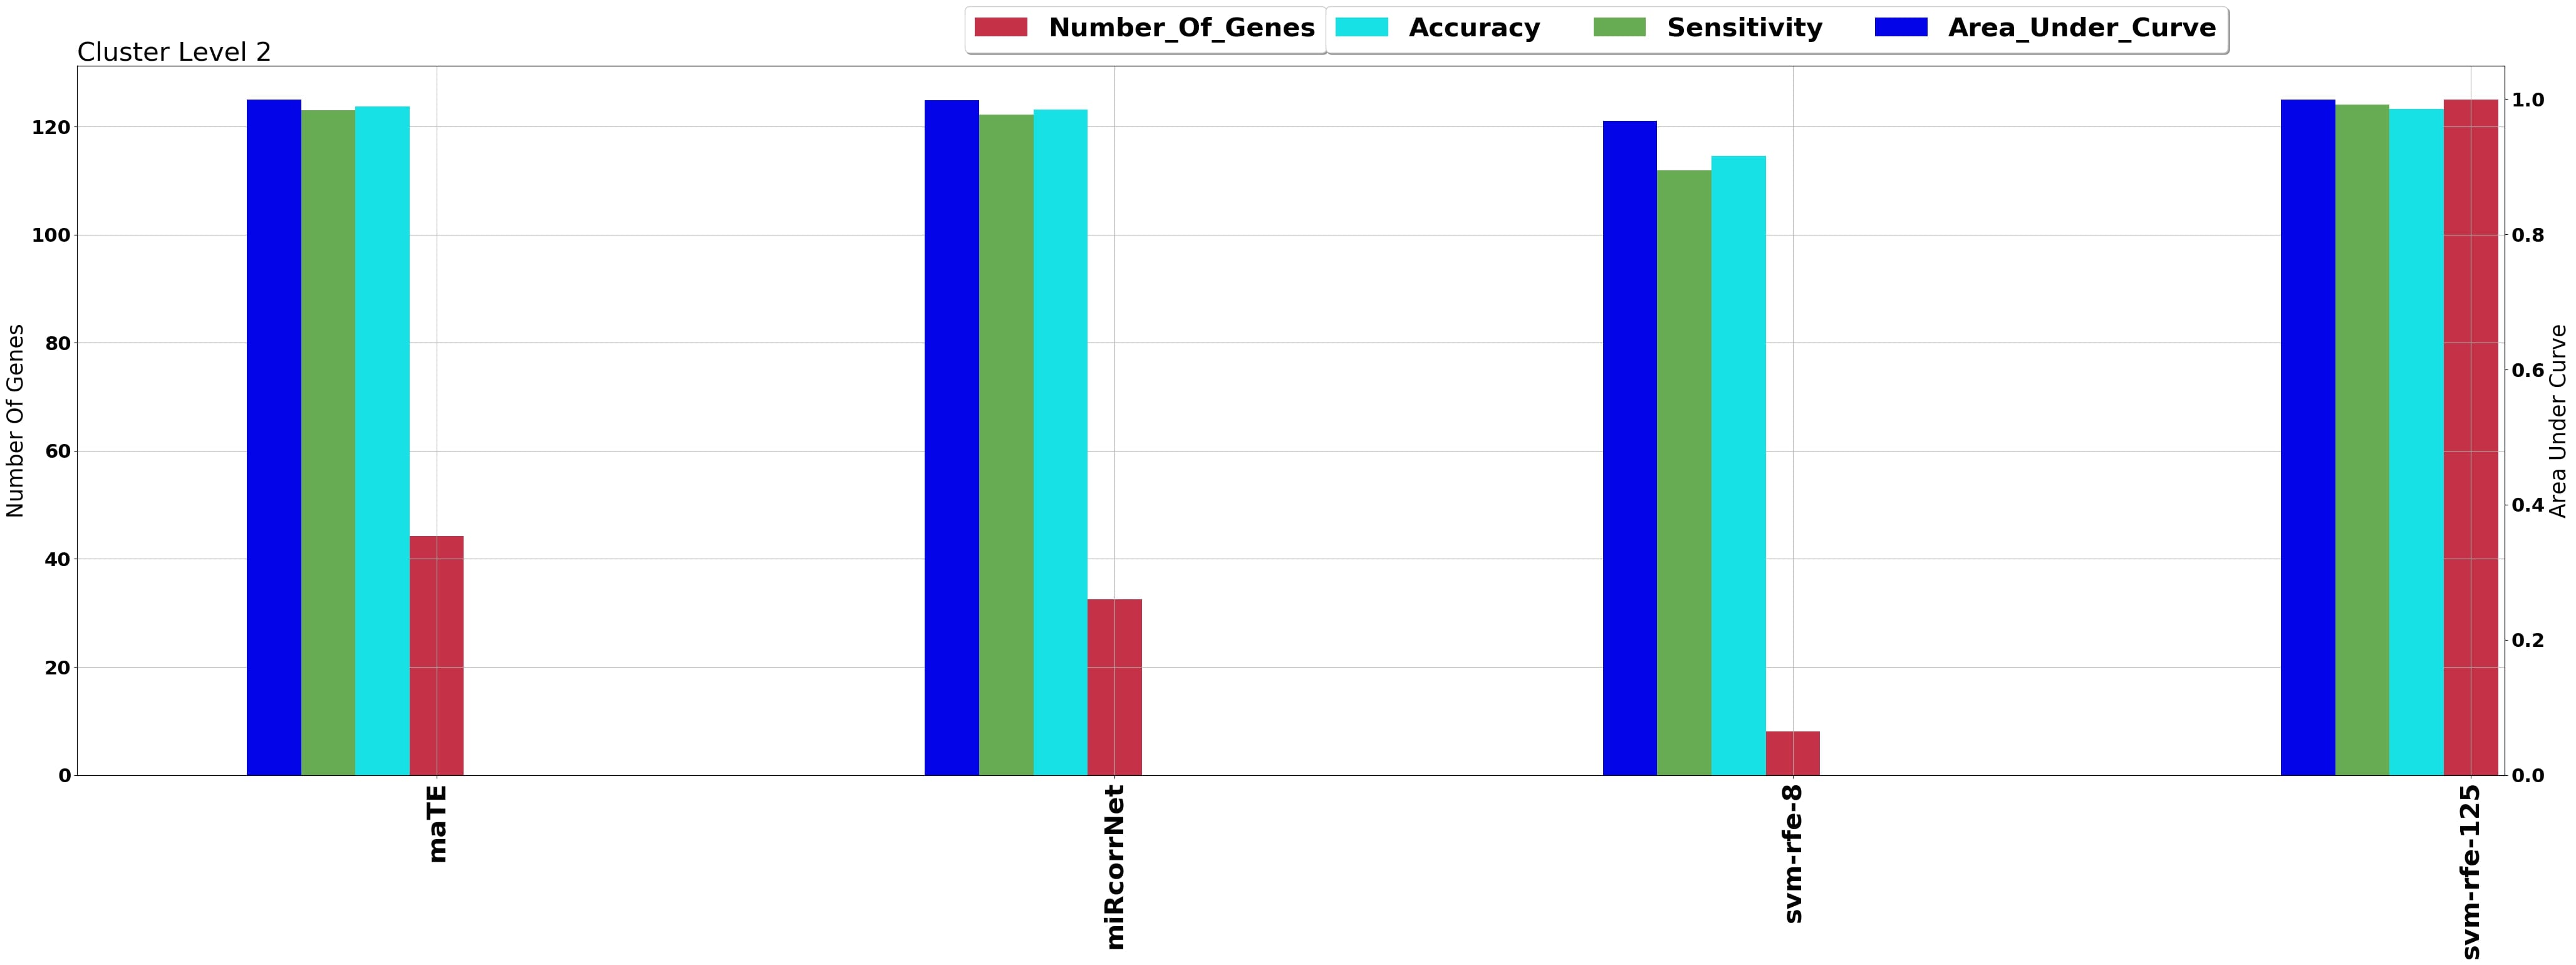 Number_Of_Genes Accuracy Sensitivity Area_Under_Curve
Cluster Level 2
Number Of Genes
120
100
80
60
40
20
0
1.0
0.8
0.6
0.4
0.2
0.0
Area Under Curve
maTE
miRcorrNet
svm-rfe-8
svm-rfe-125